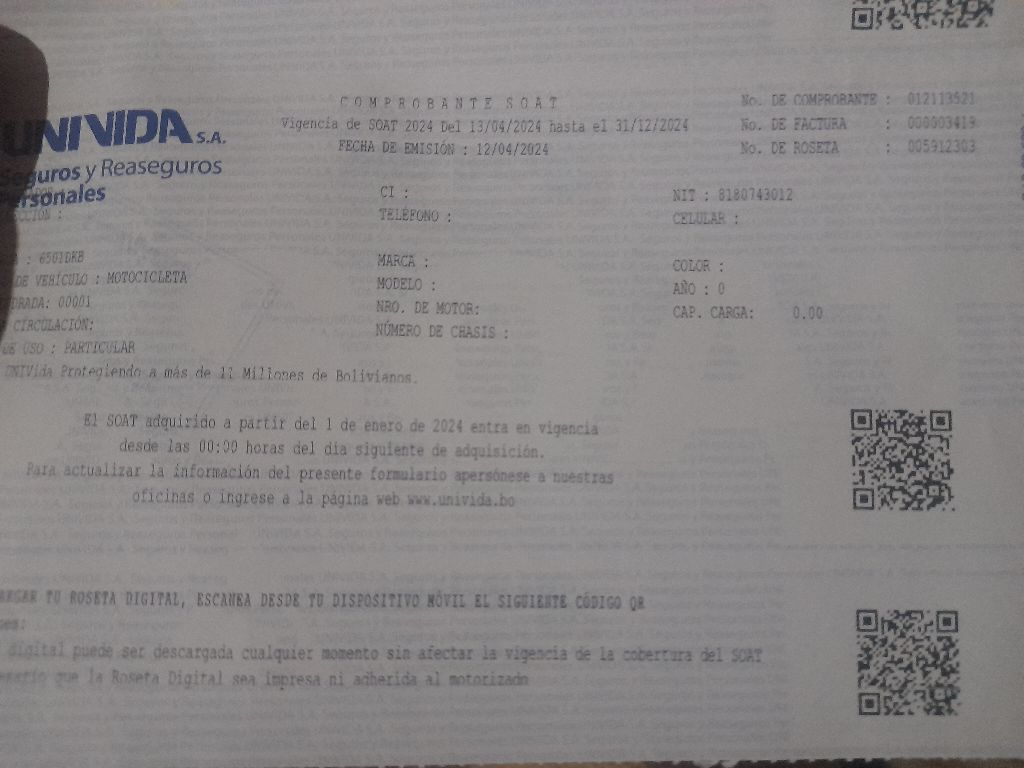 UNIVIDA S.A.
Seguros y Reaseguros
Personales
COMPROBANTE SOAT
Vigencia de SOAT 2024 Del 13/04/2024 hasta el 31/12/2024
FECHA DE EMISIÓN : 12/04/2024
No. DE COMPROBANTE : 012113521
No. DE FACTURA : 000003419
No. DE ROSETA : 005912303
CI :
NIT : 8180743012
TELÉFONO :
CELULAR :
: 6501DKB
DE VEHÍCULO : MOTOCICLETA
DRADA: 00001
CIRCULACIÓN:
DE USO : PARTICULAR
MARCA :
MODELO :
NRO. DE MOTOR:
NÚMERO DE CHASIS :
COLOR :
AÑO : 0
CAP. CARGA: 0.00
UNIVida Protegiendo a más de 11 Millones de Bolivianos.
El SOAT adquirido a partir del 1 de enero de 2024 entra en vigencia
desde las 00:00 horas del día siguiente de adquisición.
Para actualizar la información del presente formulario apersónese a nuestras
oficinas o ingrese a la página web www.univida.bo
TU ROSETA DIGITAL, ESCANEA DESDE TU DISPOSITIVO MÓVIL EL SIGUIENTE CÓDIGO QR
digital puede ser descargada cualquier momento sin afectar la vigencia de la cobertura del SOAT
que la Roseta Digital sea impresa ni adherida al motorizado